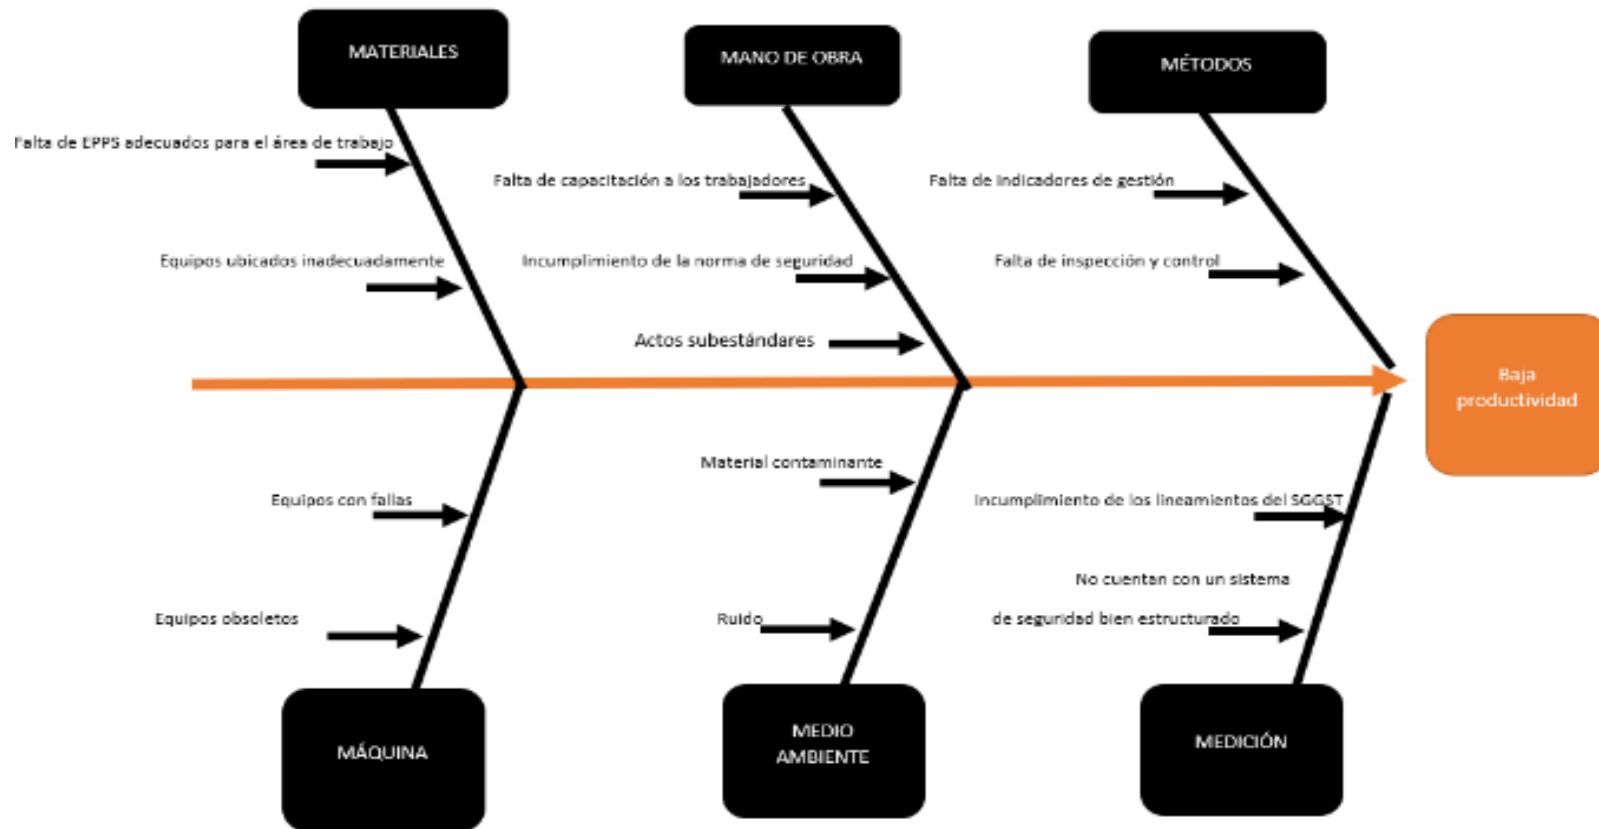 MATERIALES
MANO DE OBRA
MÉTODOS
Falta de EPPS adecuados para el área de trabajo
Falta de capacitación a los trabajadores
Falta de indicadores de gestión
Equipos ubicados inadecuadamente
Incumplimiento de la norma de seguridad
Falta de inspección y control
Actos subestándares
Baja
productividad
Material contaminante
Equipos con fallas
Incumplimiento de los lineamientos del SGGST
No cuentan con un sistema
de seguridad bien estructurado
Equipos obsoletos
Ruido
MÁQUINA
MEDIO
AMBIENTE
MEDICIÓN